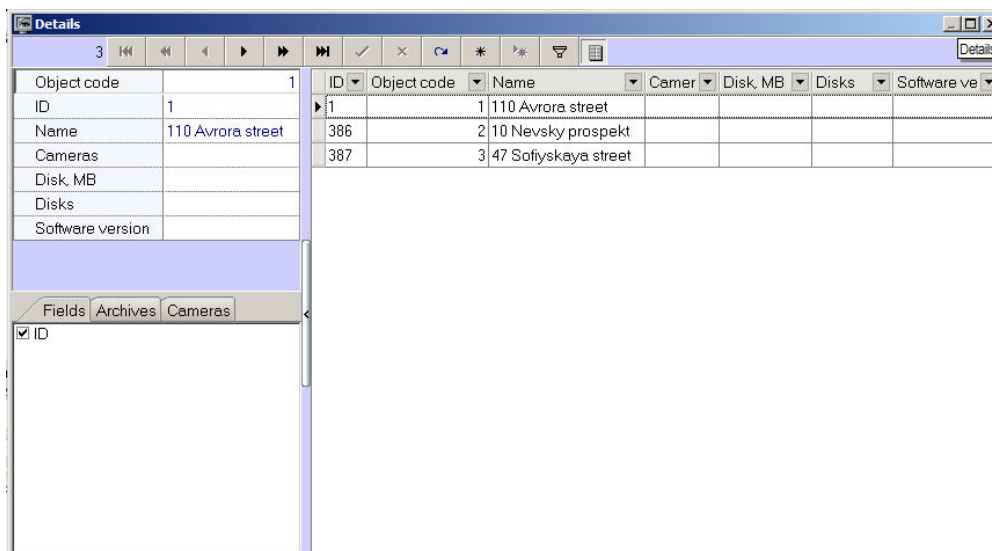 Details
3
Details
Object code 1
ID 1
Name 110 Avrora street
Cameras
Disk, MB
Disks
Software version
Fields Archives Cameras
ID
ID Object code Name Camer Disk, MB Disks Software ve
1 1 110 Avrora street
386 2 10 Nevsky prospekt
387 3 47 Sofiyskaya street